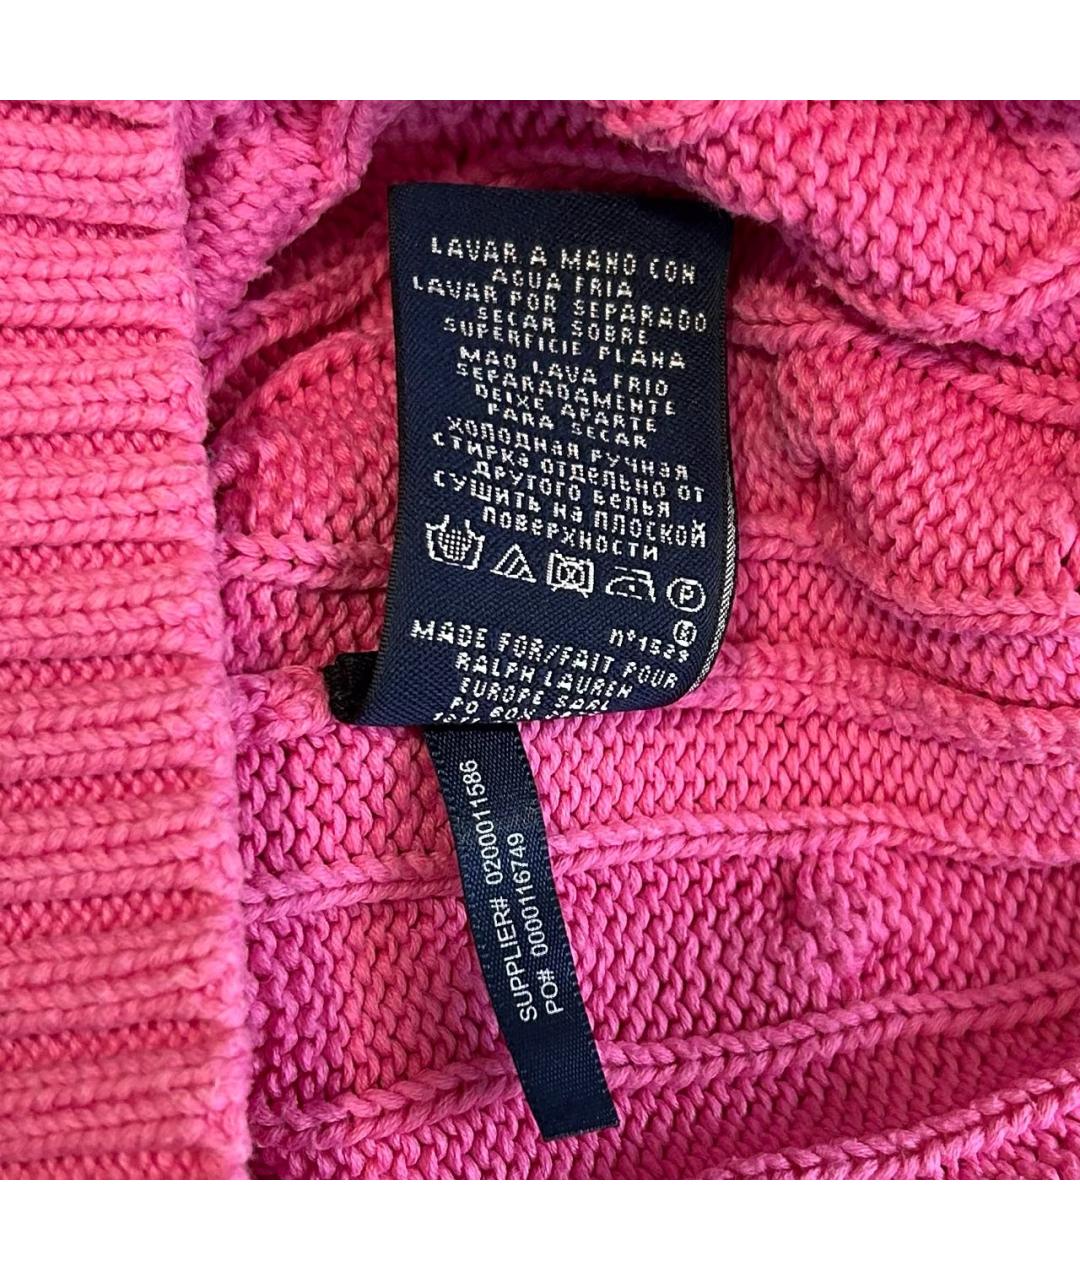 LAVAR A MANO CON
AGUA FRIA
LAVAR POR SEPARADO
SECAR SOBRE
SUPERFICIE PLANA
MAO LAVA FRIO
SEPARADAMENTE
DEIXE APARTE
PARA SECAR
ХОЛОДНАЯ РУЧНАЯ
СТИРКА ОТДЕЛЬНО ОТ
ДРУГОГО БЕЛЬЯ
СУШИТЬ НА ПЛОСКОЙ
ПОВЕРХНОСТИ
P
K
MADE FOR/FAIT POUR
RALPH LAUREN
EUROPE SARL
PO BOX
SUPPLIER# 0200011586
PO# 0000116749